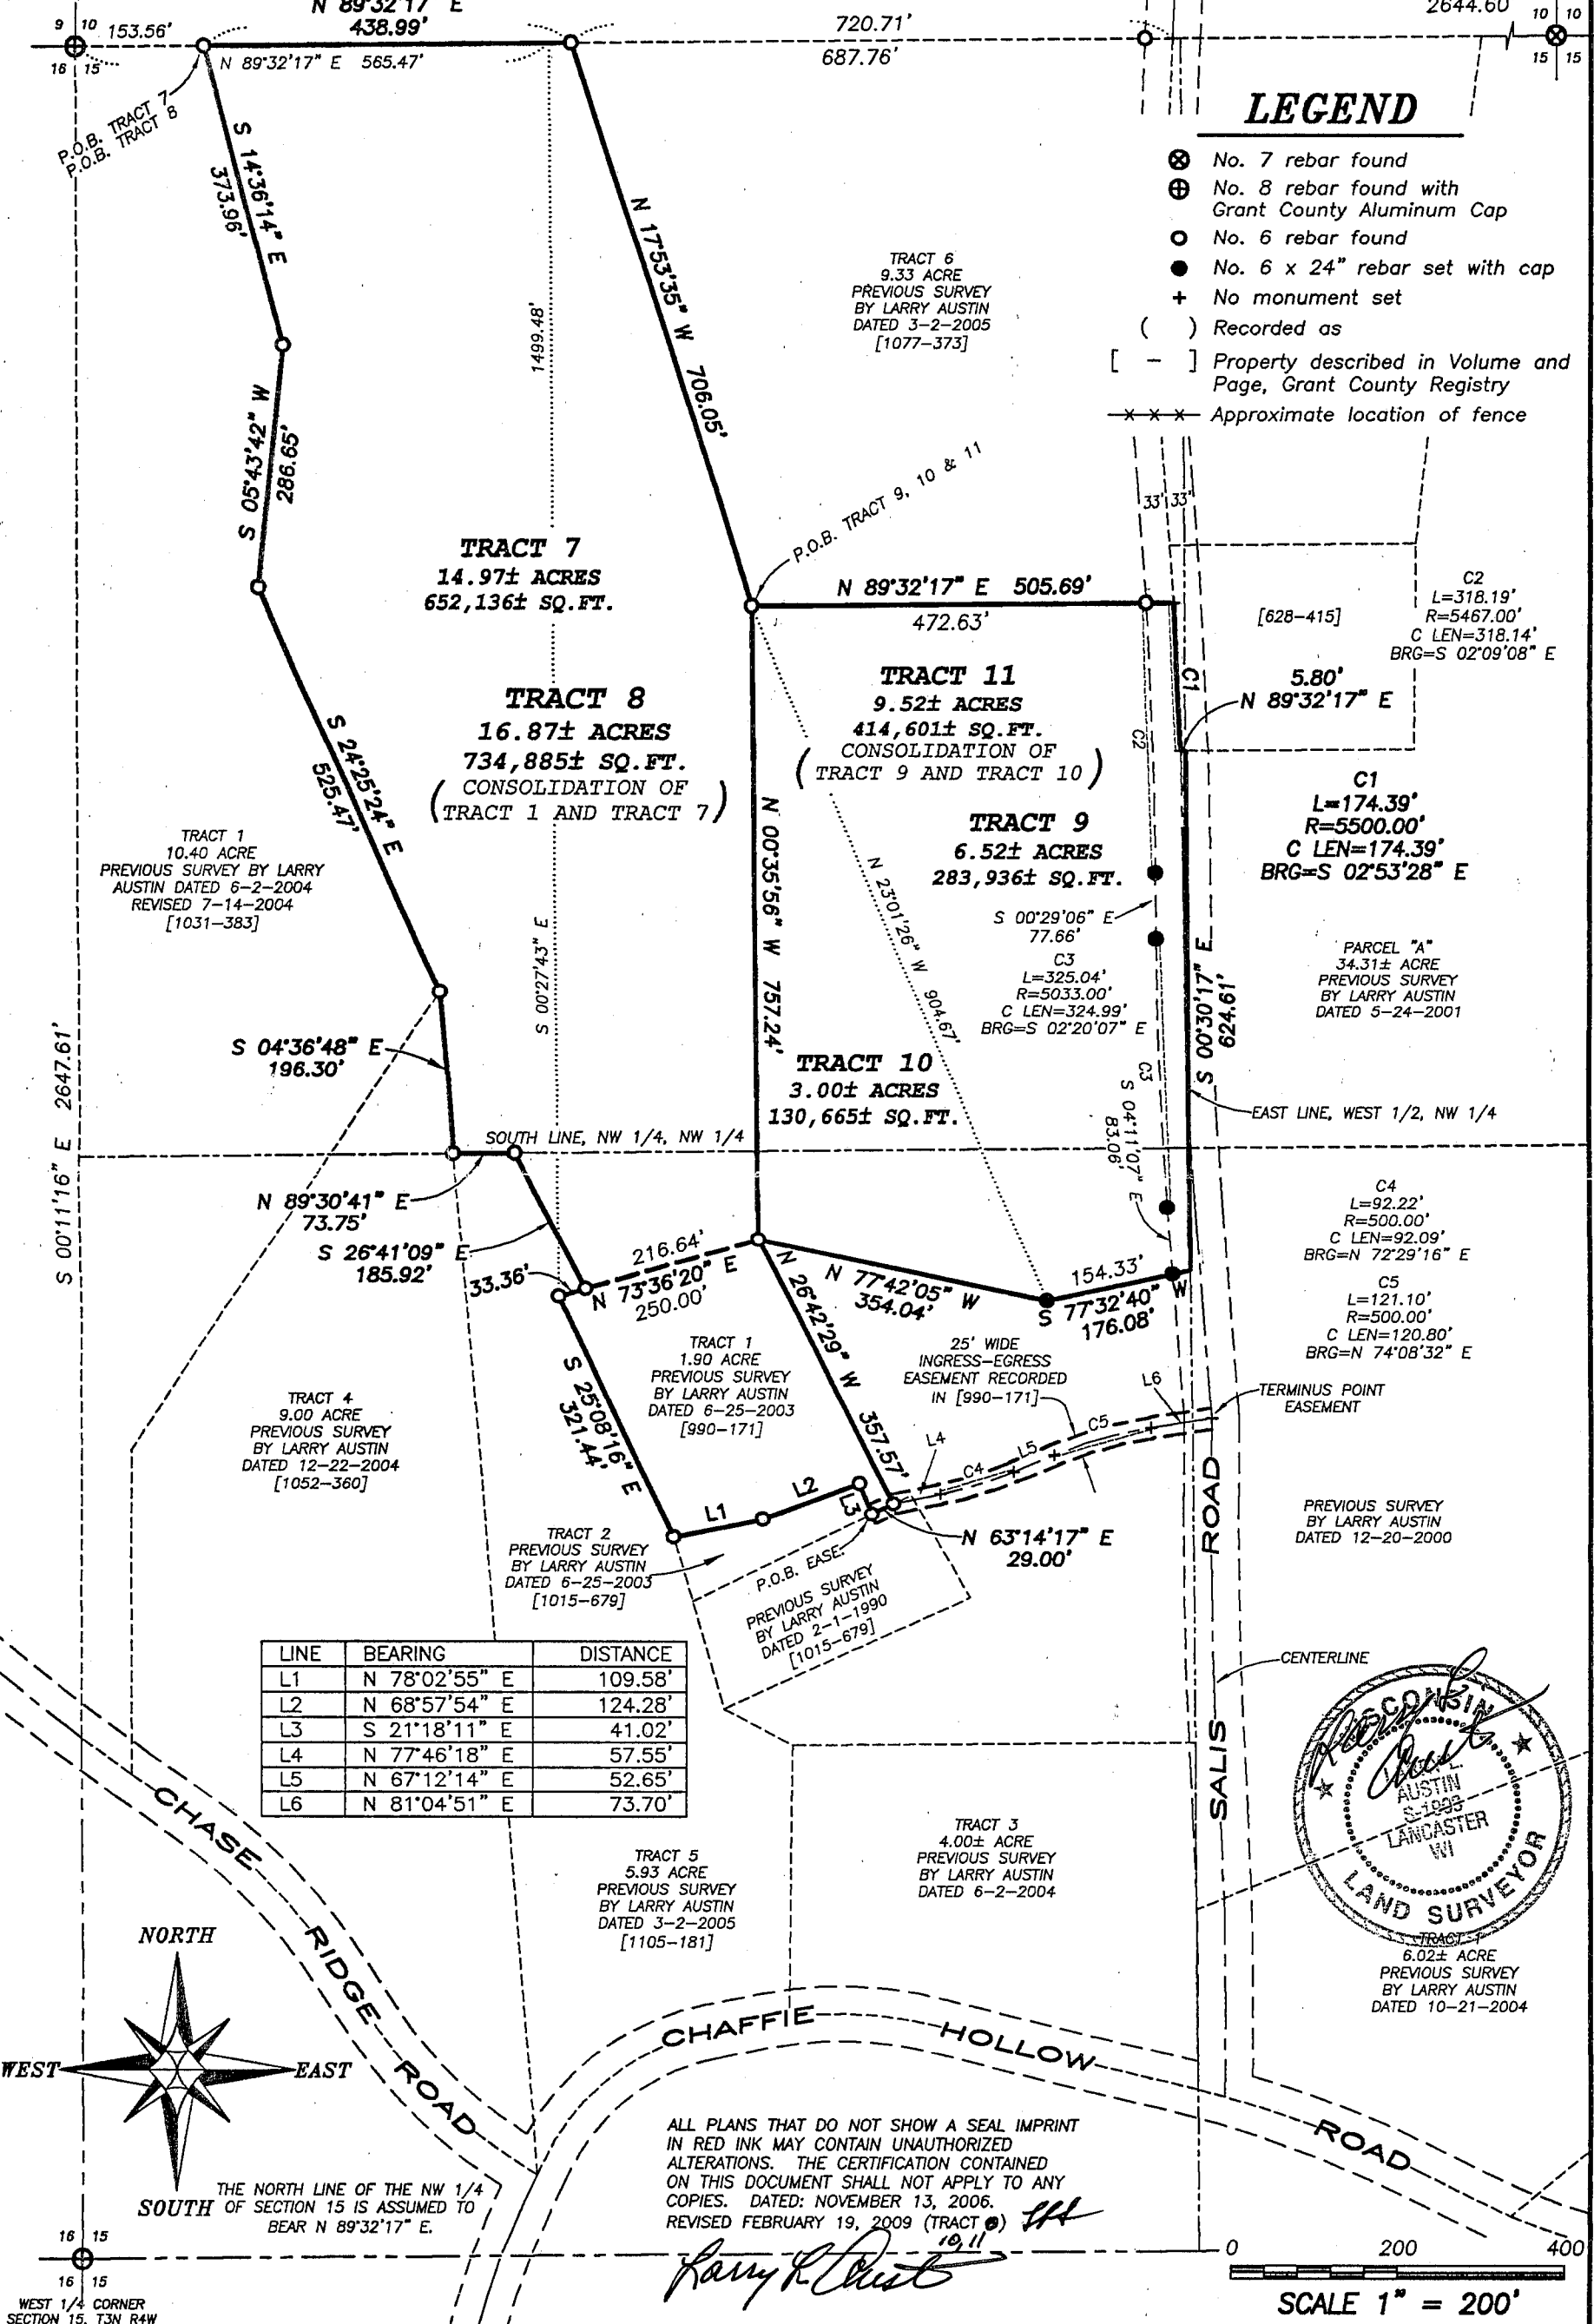 N 89°32'17" E
438.99'
9 10
153.56'
16 15
N 89°32'17" E 565.47'
720.71'
687.76'
2644.60
10 10
15 15
P.O.B. TRACT 7
P.O.B. TRACT 8
S 14°36'14" E
373.96'
1499.48'
N 17°53'35" W 706.05'
TRACT 6
9.33 ACRE
PREVIOUS SURVEY
BY LARRY AUSTIN
DATED 3-2-2005
[1077-373]
LEGEND
No. 7 rebar found
No. 8 rebar found with
Grant County Aluminum Cap
No. 6 rebar found
No. 6 x 24" rebar set with cap
+ No monument set
( ) Recorded as
[ - ] Property described in Volume and
Page, Grant County Registry
x x x Approximate location of fence
S 05°43'42" W
286.65'
P.O.B. TRACT 9, 10 & 11
33' 33'
TRACT 7
14.97± ACRES
652,136± SQ.FT.
N 89°32'17" E 505.69'
472.63'
[628-415]
C2
L=318.19'
R=5467.00'
C LEN=318.14'
BRG=S 02°09'08" E
5.80'
N 89°32'17" E
C1
C2
TRACT 8
16.87± ACRES
734,885± SQ.FT.
(CONSOLIDATION OF
TRACT 1 AND TRACT 7)
TRACT 11
9.52± ACRES
414,601± SQ.FT.
(CONSOLIDATION OF
TRACT 9 AND TRACT 10)
C1
L=174.39'
R=5500.00'
C LEN=174.39'
BRG=S 02°53'28" E
S 24°25'24" E
525.47'
TRACT 1
10.40 ACRE
PREVIOUS SURVEY BY LARRY
AUSTIN DATED 6-2-2004
REVISED 7-14-2004
[1031-383]
N 00°35'56" W 757.24'
TRACT 9
6.52± ACRES
283,936± SQ.FT.
N 23°01'26" W 904.67'
S 00°29'06" E
77.66'
C3
L=325.04'
R=5033.00'
C LEN=324.99'
BRG=S 02°20'07" E
S 00°27'43" E
PARCEL "A"
34.31± ACRE
PREVIOUS SURVEY
BY LARRY AUSTIN
DATED 5-24-2001
S 00°30'17" E
624.61'
S 00°11'16" E 2647.61'
S 04°36'48" E
196.30'
TRACT 10
3.00± ACRES
130,665± SQ.FT.
C3
S 04°11'07" E
83.06'
EAST LINE, WEST 1/2, NW 1/4
SOUTH LINE, NW 1/4, NW 1/4
N 89°30'41" E
73.75'
S 26°41'09" E
185.92'
33.36'
216.64'
N 73°36'20" E
250.00'
N 77°42'05" W
354.04'
154.33'
S 77°32'40" W
176.08'
C4
L=92.22'
R=500.00'
C LEN=92.09'
BRG=N 72°29'16" E
C5
L=121.10'
R=500.00'
C LEN=120.80'
BRG=N 74°08'32" E
N 26°42'29" W 357.57'
S 25°08'16" E
321.44'
TRACT 1
1.90 ACRE
PREVIOUS SURVEY
BY LARRY AUSTIN
DATED 6-25-2003
[990-171]
25' WIDE
INGRESS-EGRESS
EASEMENT RECORDED
IN [990-171]
L6
TERMINUS POINT
EASEMENT
TRACT 4
9.00 ACRE
PREVIOUS SURVEY
BY LARRY AUSTIN
DATED 12-22-2004
[1052-360]
L1
L2
L3
L4
C4
L5
C5
TRACT 2
PREVIOUS SURVEY
BY LARRY AUSTIN
DATED 6-25-2003
[1015-679]
P.O.B. EASE.
N 63°14'17" E
29.00'
PREVIOUS SURVEY
BY LARRY AUSTIN
DATED 2-1-1990
[1015-679]
PREVIOUS SURVEY
BY LARRY AUSTIN
DATED 12-20-2000
SALIS ROAD
CENTERLINE
LINE BEARING DISTANCE
L1 N 78°02'55" E 109.58'
L2 N 68°57'54" E 124.28'
L3 S 21°18'11" E 41.02'
L4 N 77°46'18" E 57.55'
L5 N 67°12'14" E 52.65'
L6 N 81°04'51" E 73.70'
WISCONSIN
AUSTIN
LANCASTER
WI
LAND SURVEYOR
TRACT 3
4.00± ACRE
PREVIOUS SURVEY
BY LARRY AUSTIN
DATED 6-2-2004
TRACT 5
5.93 ACRE
PREVIOUS SURVEY
BY LARRY AUSTIN
DATED 3-2-2005
[1105-181]
6.02± ACRE
PREVIOUS SURVEY
BY LARRY AUSTIN
DATED 10-21-2004
CHASE RIDGE ROAD
CHAFFIE HOLLOW ROAD
NORTH
WEST
EAST
SOUTH
THE NORTH LINE OF THE NW 1/4
OF SECTION 15 IS ASSUMED TO
BEAR N 89°32'17" E.
ALL PLANS THAT DO NOT SHOW A SEAL IMPRINT
IN RED INK MAY CONTAIN UNAUTHORIZED
ALTERATIONS. THE CERTIFICATION CONTAINED
ON THIS DOCUMENT SHALL NOT APPLY TO ANY
COPIES. DATED: NOVEMBER 13, 2006.
REVISED FEBRUARY 19, 2009 (TRACT )
10,11
Larry L. Aust
16 15
16 15
WEST 1/4 CORNER
SECTION 15, T3N R4W
0 200 400
SCALE 1" = 200'